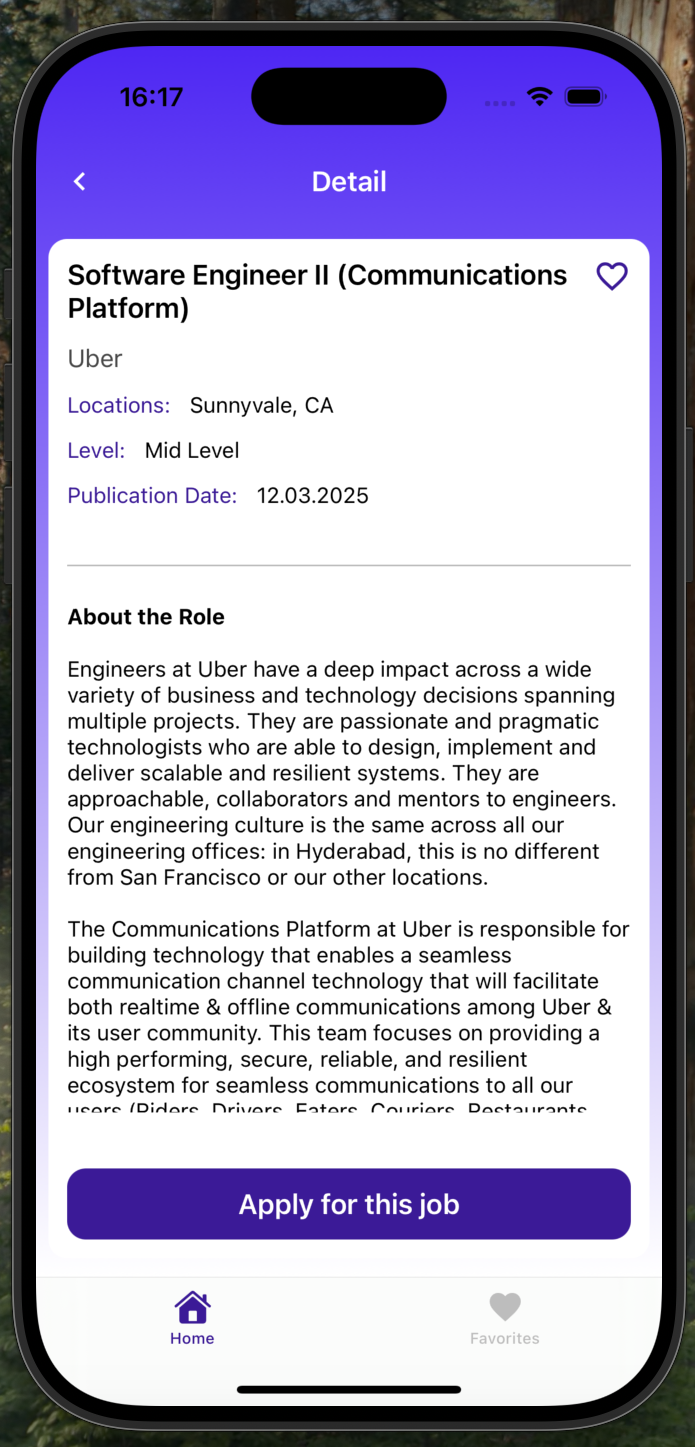 16:17
Detail
Software Engineer II (Communications
Platform)
Uber
Locations: Sunnyvale, CA
Level: Mid Level
Publication Date: 12.03.2025
About the Role
Engineers at Uber have a deep impact across a wide
variety of business and technology decisions spanning
multiple projects. They are passionate and pragmatic
technologists who are able to design, implement and
deliver scalable and resilient systems. They are
approachable, collaborators and mentors to engineers.
Our engineering culture is the same across all our
engineering offices: in Hyderabad, this is no different
from San Francisco or our other locations.
The Communications Platform at Uber is responsible for
building technology that enables a seamless
communication channel technology that will facilitate
both realtime & offline communications among Uber &
its user community. This team focuses on providing a
high performing, secure, reliable, and resilient
ecosystem for seamless communications to all our
users (Riders, Drivers, Eaters, Couriers, Restaurants,
Apply for this job
Home
Favorites